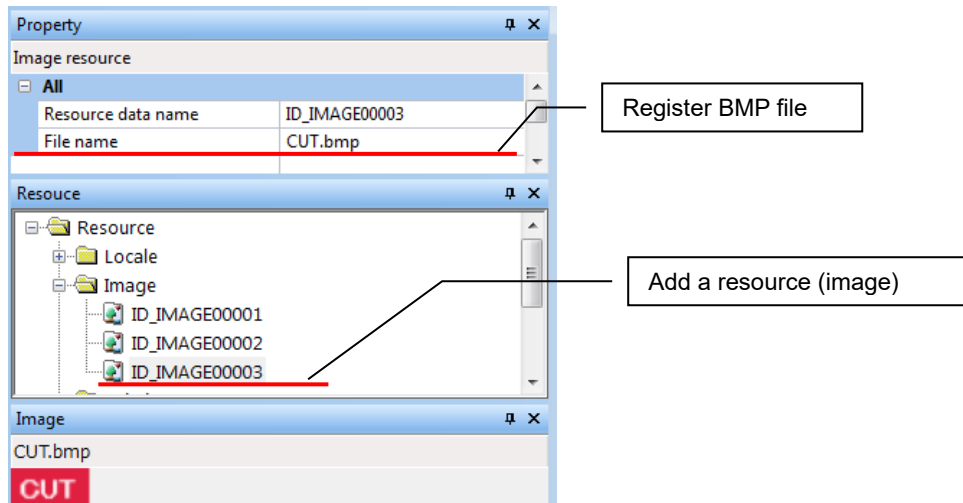 Property
Image resource
All
Resource data name ID_IMAGE00003
File name CUT.bmp
Register BMP file
Resouce
Resource
Locale
Image
ID_IMAGE00001
ID_IMAGE00002
ID_IMAGE00003
Add a resource (image)
Image
CUT.bmp
CUT